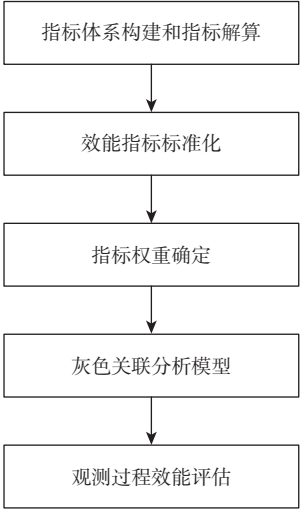 指标体系构建和指标解算
效能指标标准化
指标权重确定
灰色关联分析模型
观测过程效能评估